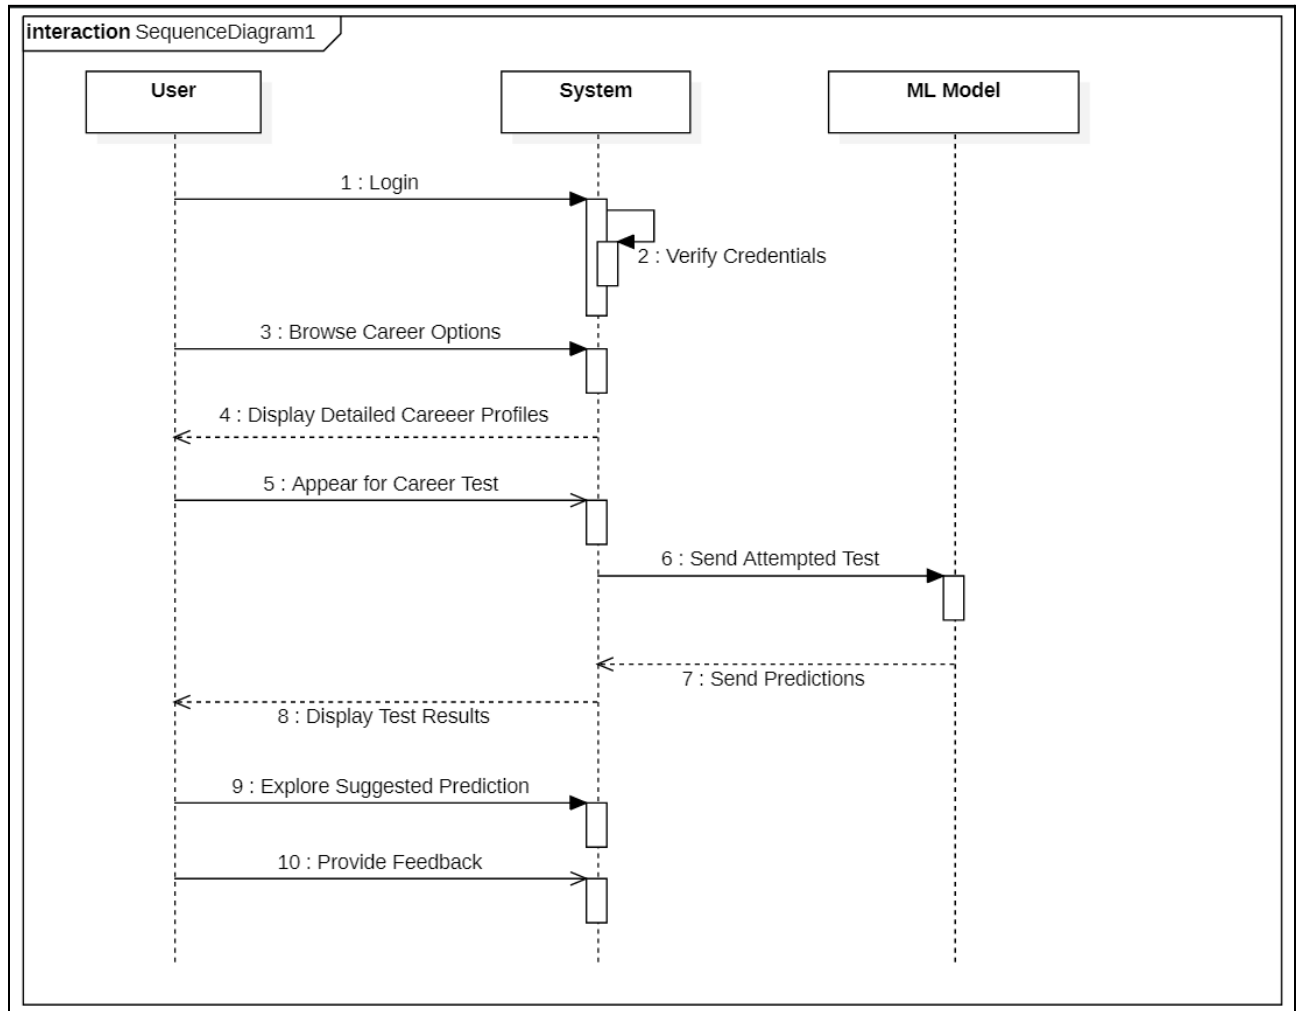 interaction SequenceDiagram1
User
System
ML Model
1 : Login
2 : Verify Credentials
3 : Browse Career Options
4 : Display Detailed Careeer Profiles
5 : Appear for Career Test
6 : Send Attempted Test
7 : Send Predictions
8 : Display Test Results
9 : Explore Suggested Prediction
10 : Provide Feedback